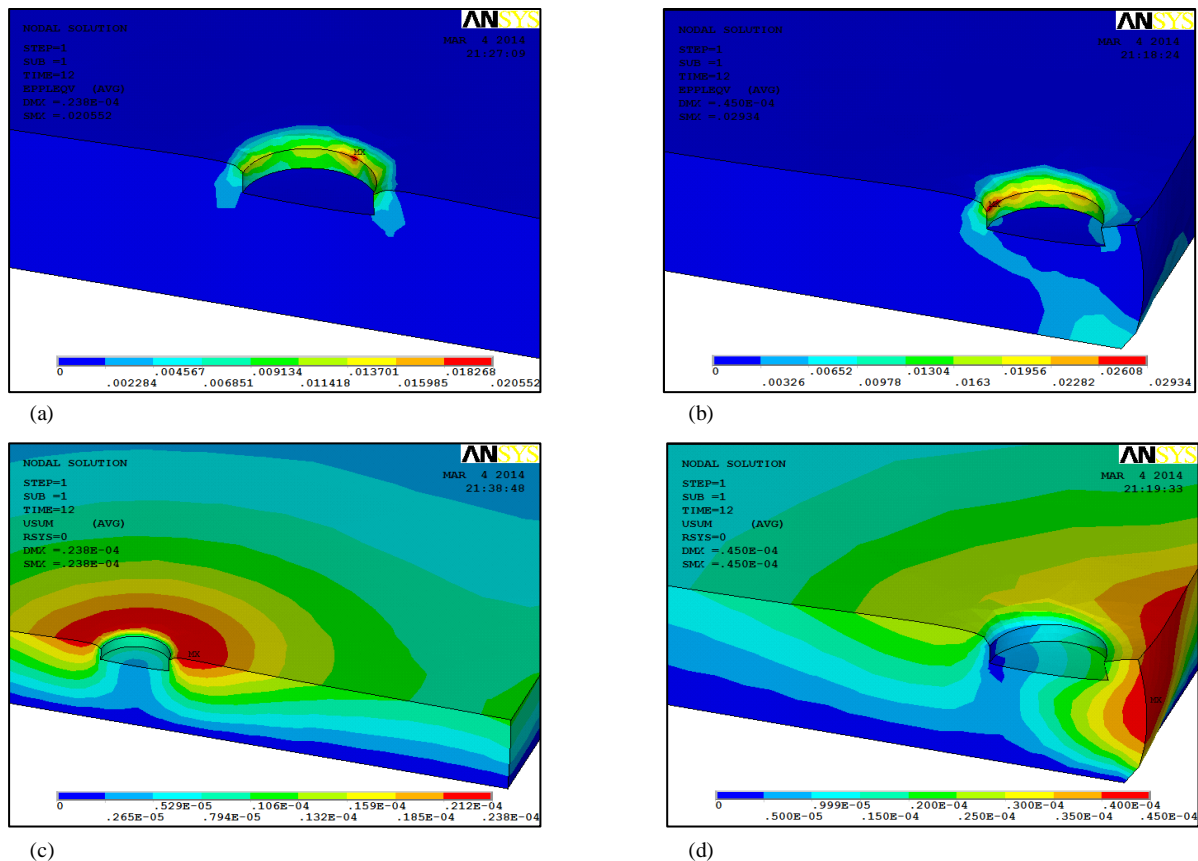 ANSYS
NODAL SOLUTION
MAR 4 2014
21:27:09
STEP=1
SUB =1
TIME=12
EPPLEQV (AVG)
DMX =.238E-04
SMX =.020552
MX
0 .004567 .009134 .013701 .018268
.002284 .006851 .011418 .015985 .020552
(a)
ANSYS
NODAL SOLUTION
MAR 4 2014
21:18:24
STEP=1
SUB =1
TIME=12
EPPLEQV (AVG)
DMX =.450E-04
SMX =.02934
MX
0 .00652 .01304 .01956 .02608
.00326 .00978 .0163 .02282 .02934
(b)
ANSYS
NODAL SOLUTION
MAR 4 2014
21:38:48
STEP=1
SUB =1
TIME=12
USUM (AVG)
RSYS=0
DMX =.238E-04
SMX =.238E-04
MX
0 .529E-05 .106E-04 .159E-04 .212E-04
.265E-05 .794E-05 .132E-04 .185E-04 .238E-04
(c)
ANSYS
NODAL SOLUTION
MAR 4 2014
21:19:33
STEP=1
SUB =1
TIME=12
USUM (AVG)
RSYS=0
DMX =.450E-04
SMX =.450E-04
MX
0 .999E-05 .200E-04 .300E-04 .400E-04
.500E-05 .150E-04 .250E-04 .350E-04 .450E-04
(d)